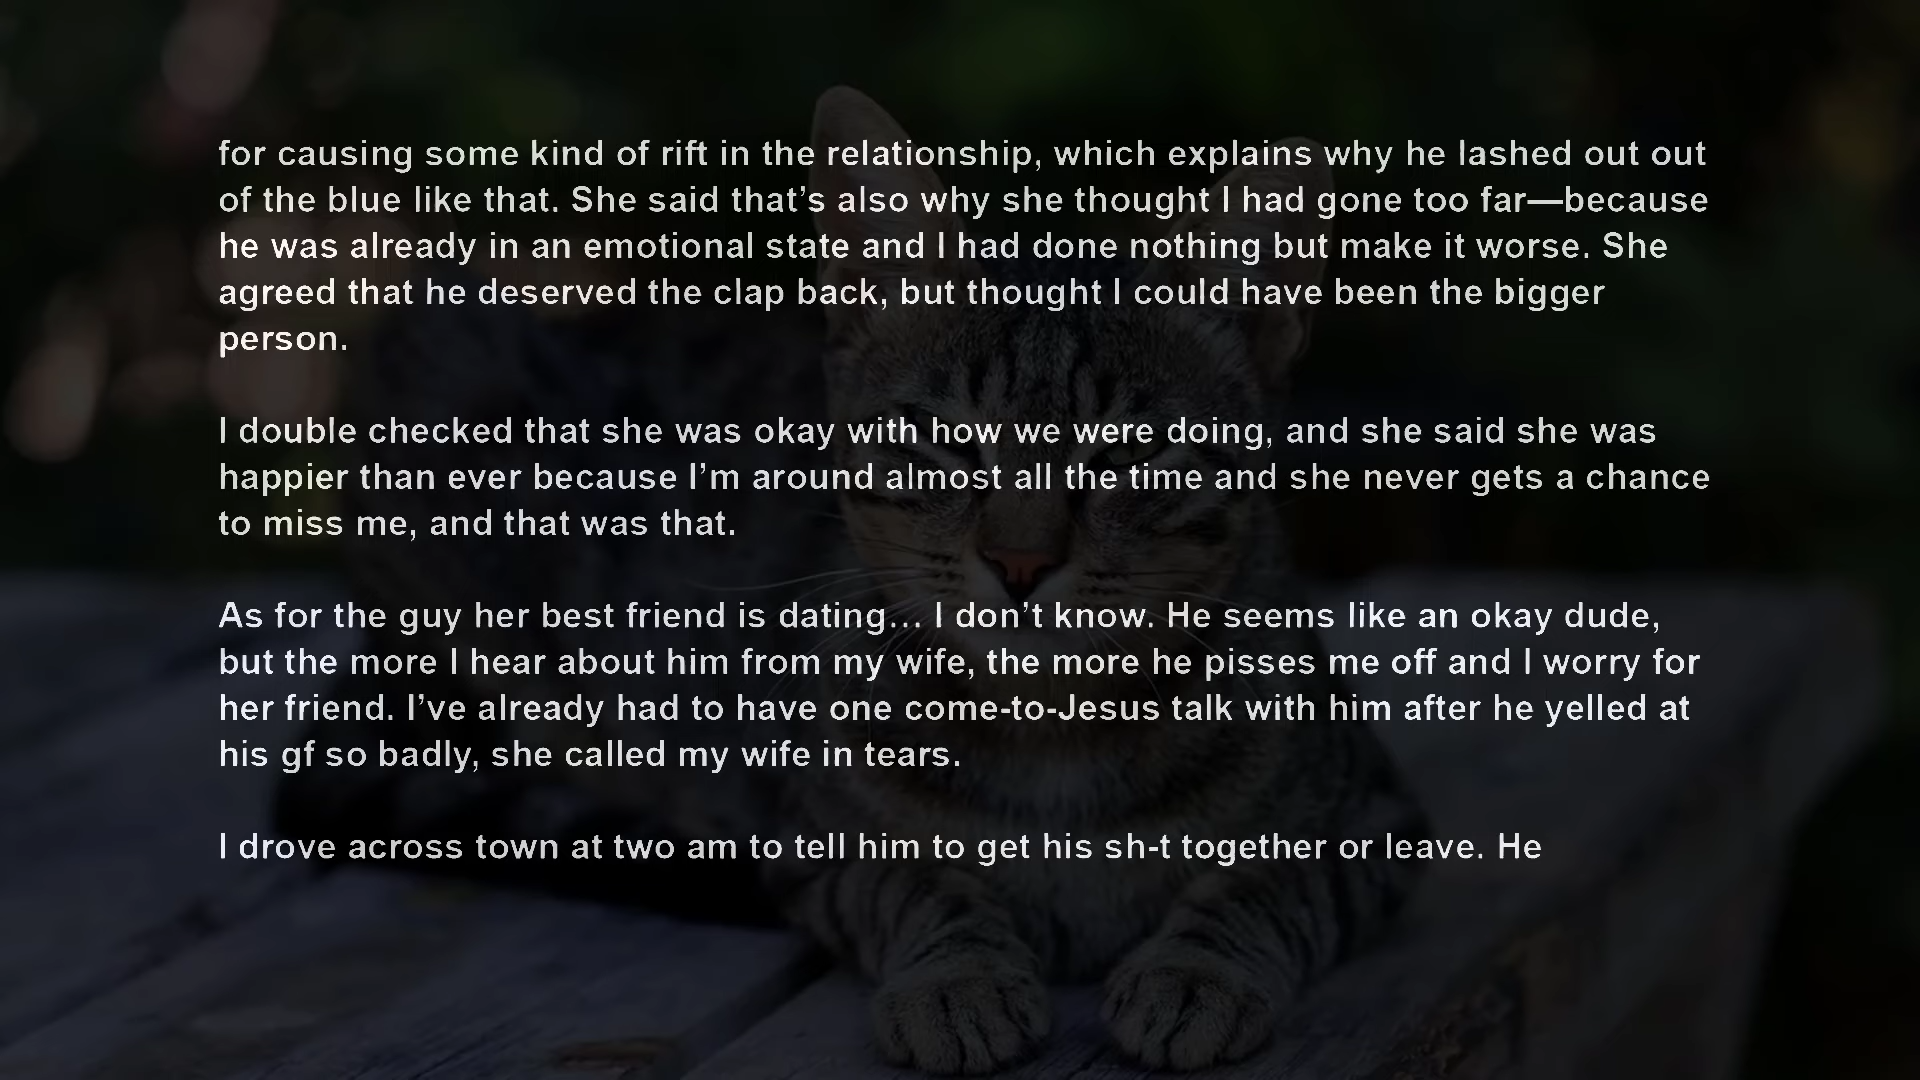 for causing some kind of rift in the relationship, which explains why he lashed out out
of the blue like that. She said that’s also why she thought I had gone too far—because
he was already in an emotional state and I had done nothing but make it worse. She
agreed that he deserved the clap back, but thought I could have been the bigger
person.
I double checked that she was okay with how we were doing, and she said she was
happier than ever because I’m around almost all the time and she never gets a chance
to miss me, and that was that.
As for the guy her best friend is dating… I don’t know. He seems like an okay dude,
but the more I hear about him from my wife, the more he pisses me off and I worry for
her friend. I’ve already had to have one come-to-Jesus talk with him after he yelled at
his gf so badly, she called my wife in tears.
I drove across town at two am to tell him to get his sh-t together or leave. He